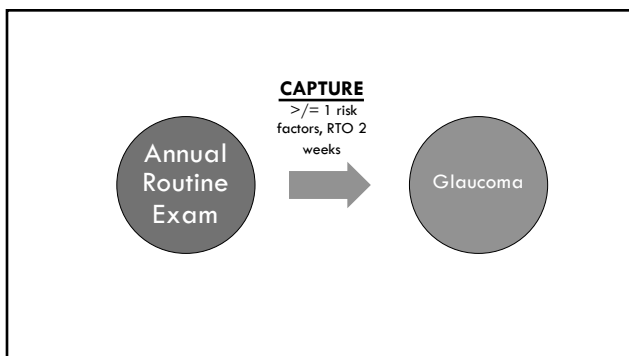 CAPTURE
>/= 1 risk
factors, RTO 2
weeks
Annual
Routine
Exam
Glaucoma